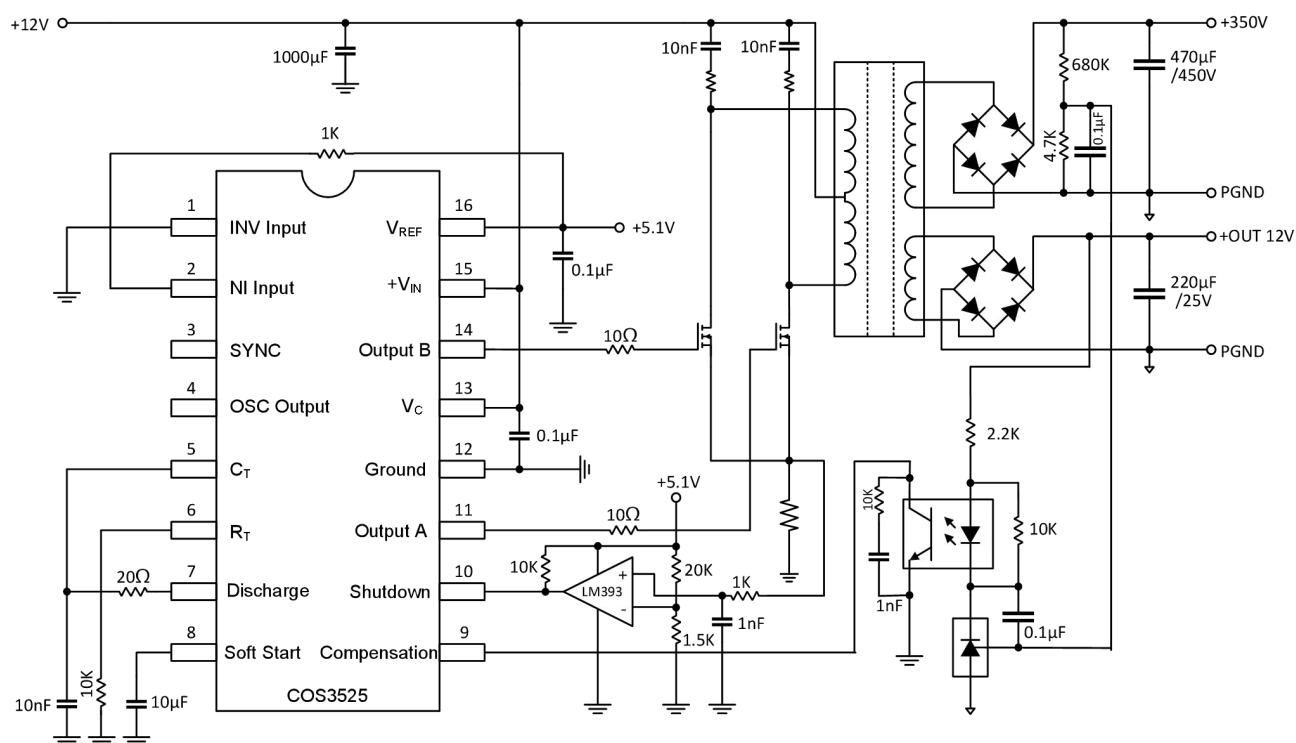 +12V
1000µF
10nF
10nF
+350V
680K
470µF
/450V
4.7K
0.1µF
PGND
+OUT 12V
220µF
/25V
PGND
1K
1
INV Input
2
NI Input
3
SYNC
4
OSC Output
5
CT
6
RT
7
Discharge
8
Soft Start
16
VREF
15
+VIN
14
Output B
13
VC
12
Ground
11
Output A
10
Shutdown
9
Compensation
COS3525
+5.1V
0.1µF
10Ω
0.1µF
+5.1V
10Ω
10K
20K
LM393
+
-
1K
1nF
1.5K
20Ω
10nF
10K
10µF
2.2K
10K
10K
1nF
0.1µF